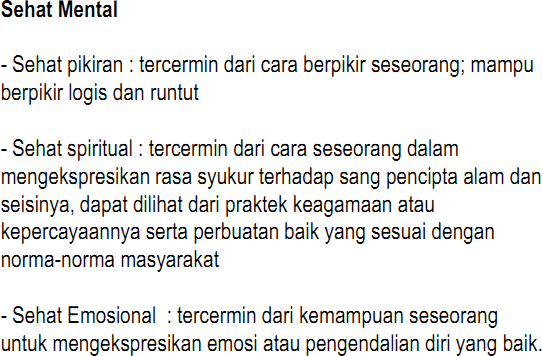 Sehat Mental
- Sehat pikiran : tercermin dari cara berpikir seseorang; mampu
berpikir logis dan runtut
- Sehat spiritual : tercermin dari cara seseorang dalam
mengekspresikan rasa syukur terhadap sang pencipta alam dan
seisinya, dapat dilihat dari praktek keagamaan atau
kepercayaannya serta perbuatan baik yang sesuai dengan
norma-norma masyarakat
- Sehat Emosional  : tercermin dari kemampuan seseorang
untuk mengekspresikan emosi atau pengendalian diri yang baik.